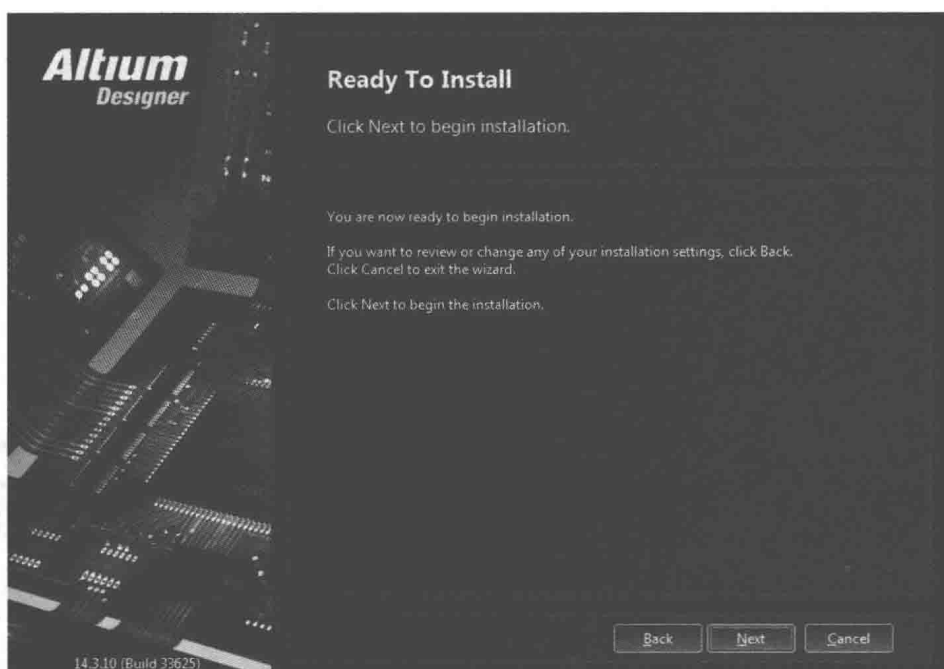 Altium
Designer
Ready To Install
Click Next to begin installation.
You are now ready to begin installation.
If you want to review or change any of your installation settings, click Back.
Click Cancel to exit the wizard.
Click Next to begin the installation.
Back
Next
Cancel
14.3.10 (Build 33625)